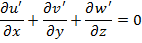 ∂u′/∂x + ∂v′/∂y + ∂w′/∂z = 0